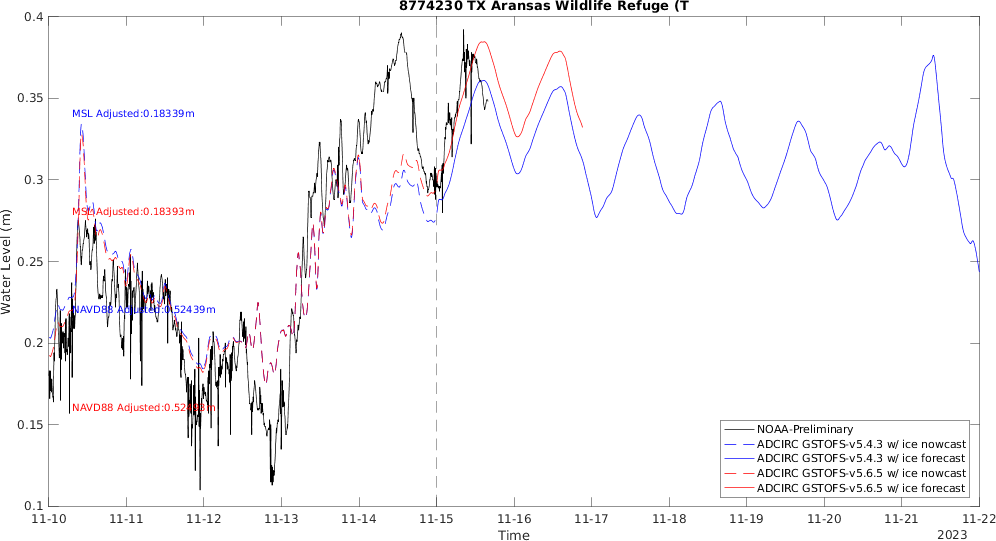 8774230 TX Aransas Wildlife Refuge (T
0.4
0.35
0.3
0.25
0.2
0.15
0.1
Water Level (m)
MSL Adjusted:0.18339m
MSL Adjusted:0.18393m
NAVD88 Adjusted:0.52439m
NAVD88 Adjusted:0.52493m
NOAA-Preliminary
ADCIRC GSTOFS-v5.4.3 w/ ice nowcast
ADCIRC GSTOFS-v5.4.3 w/ ice forecast
ADCIRC GSTOFS-v5.6.5 w/ ice nowcast
ADCIRC GSTOFS-v5.6.5 w/ ice forecast
11-10 11-11 11-12 11-13 11-14 11-15 11-16 11-17 11-18 11-19 11-20 11-21 11-22
Time
2023